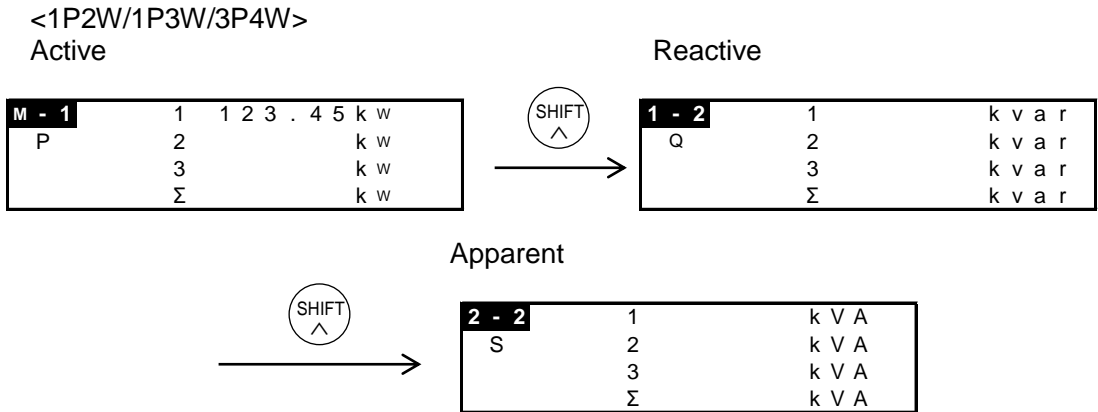 <1P2W/1P3W/3P4W>
Active
Reactive
M - 1 1 1 2 3 . 4 5 k W
P 2 k W
3 k W
Σ k W
SHIFT
1 - 2 1 k v a r
Q 2 k v a r
3 k v a r
Σ k v a r
Apparent
SHIFT
2 - 2 1 k V A
S 2 k V A
3 k V A
Σ k V A